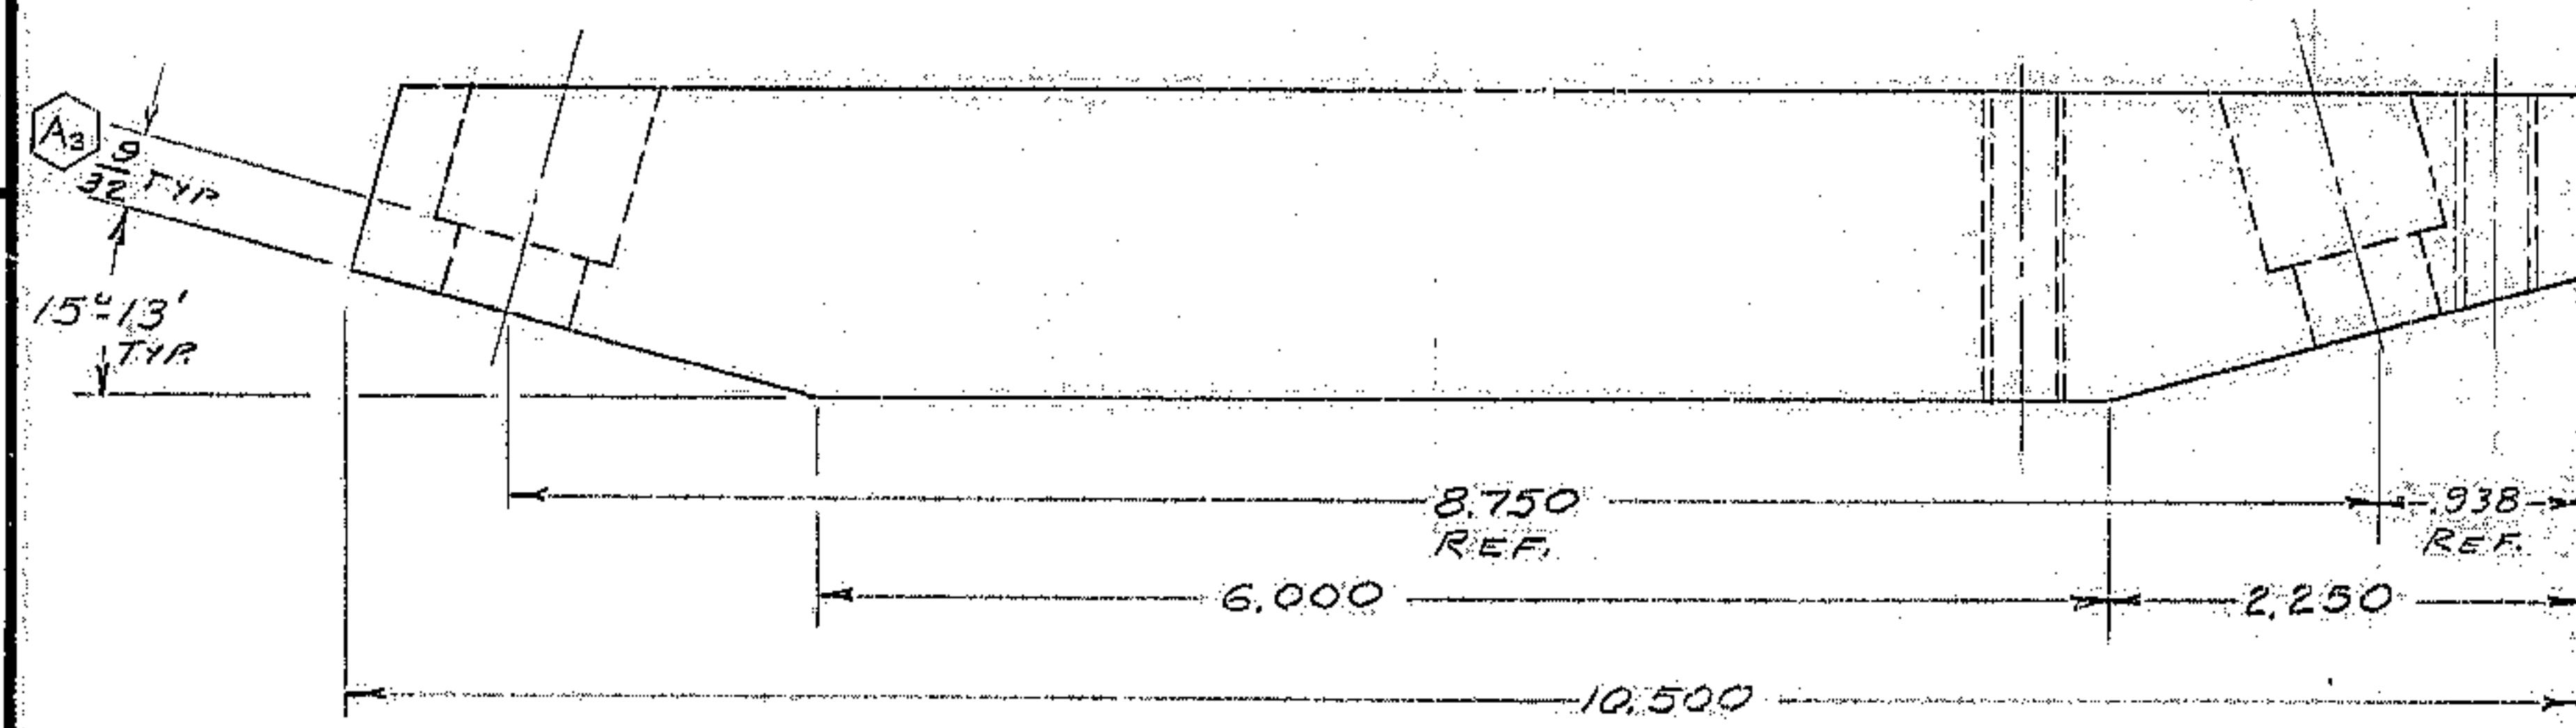 A3
9
32 TYP
15°-13'
TYP.
8.750
REF.
.938
REF.
6.000
2.250
10.500